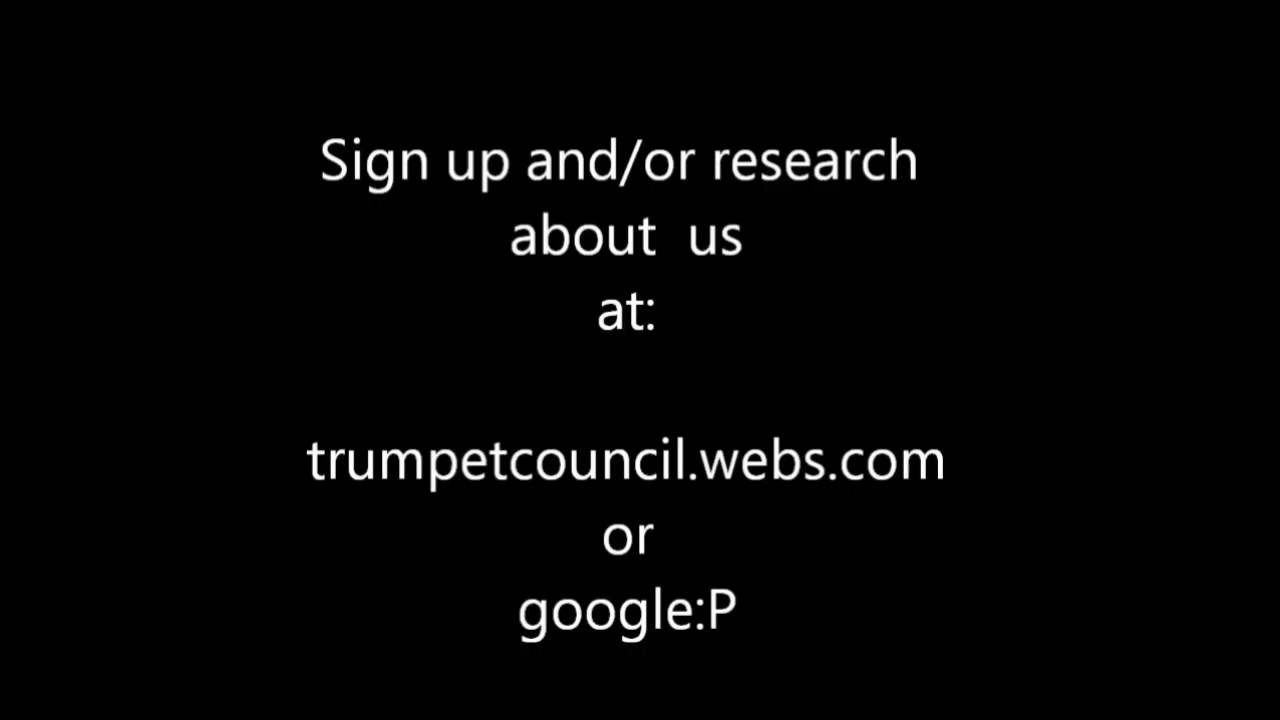 Sign up and/or research
about  us
at:
trumpetcouncil.webs.com
or
google:P